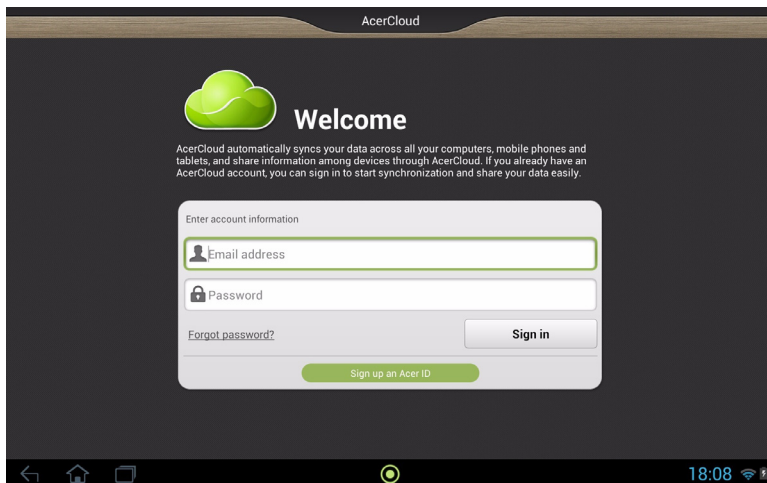 AcerCloud
Welcome
AcerCloud automatically syncs your data across all your computers, mobile phones and
tablets, and share information among devices through AcerCloud. If you already have an
AcerCloud account, you can sign in to start synchronization and share your data easily.
Enter account information
Email address
Password
Forgot password?
Sign in
Sign up an Acer ID
18:08